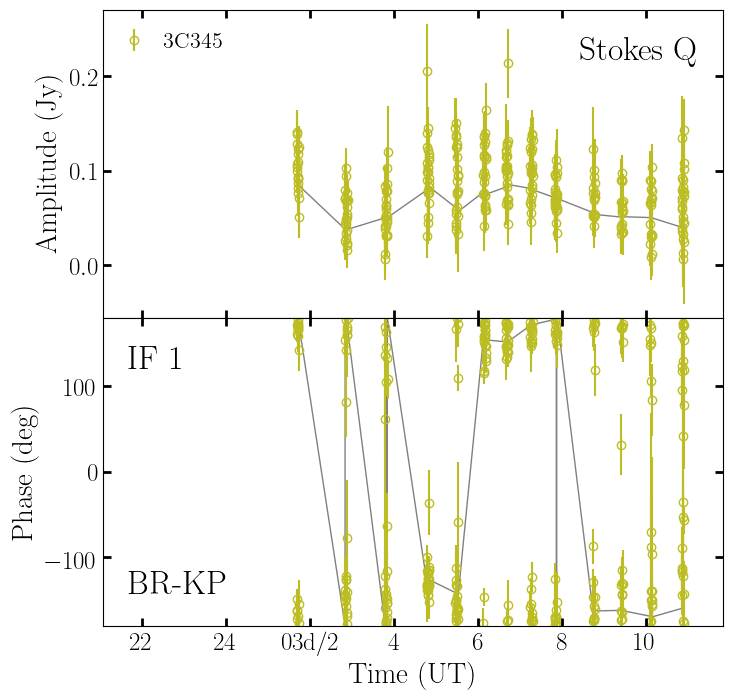 3C345
Stokes Q
Amplitude (Jy)
0.2
0.1
0.0
IF 1
BR-KP
Phase (deg)
100
0
−100
22 24 03d/2 4 6 8 10
Time (UT)